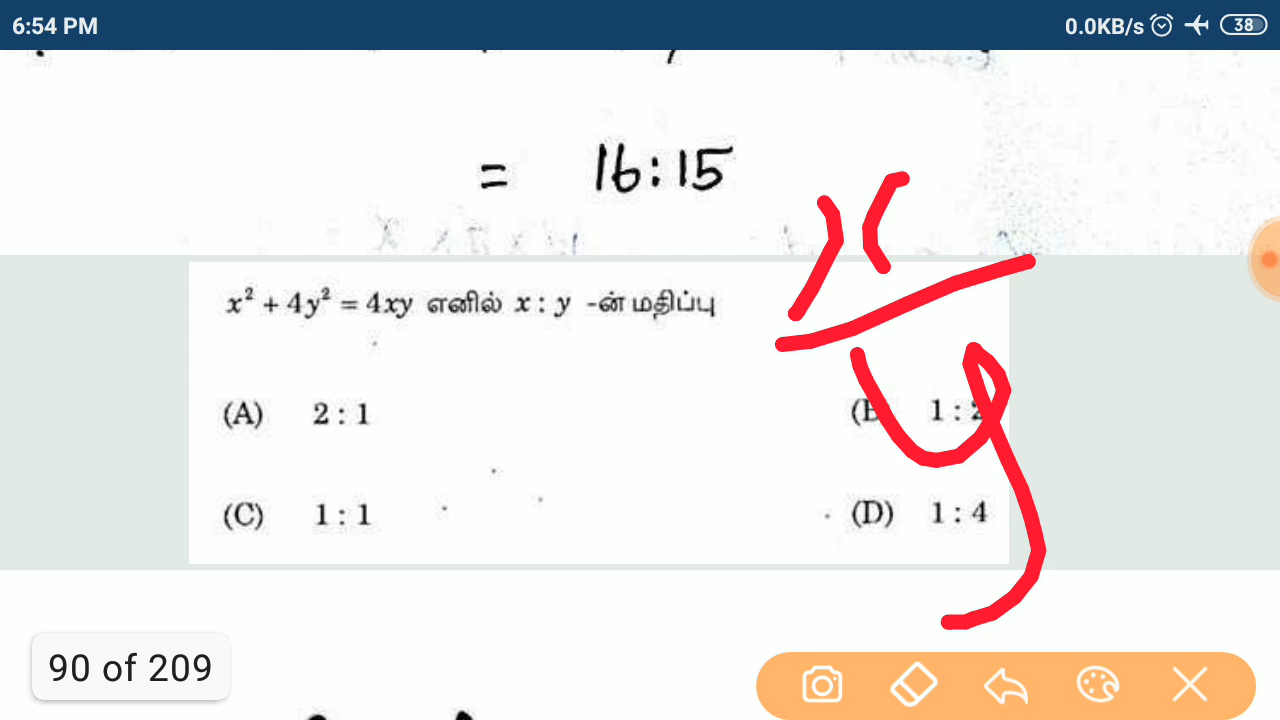 6:54 PM 0.0KB/s 38
= 16:15
x
y
x² + 4y² = 4xy எனில் x : y -ன் மதிப்பு
(A) 2 : 1 (B) 1 : 2
(C) 1 : 1 (D) 1 : 4
90 of 209